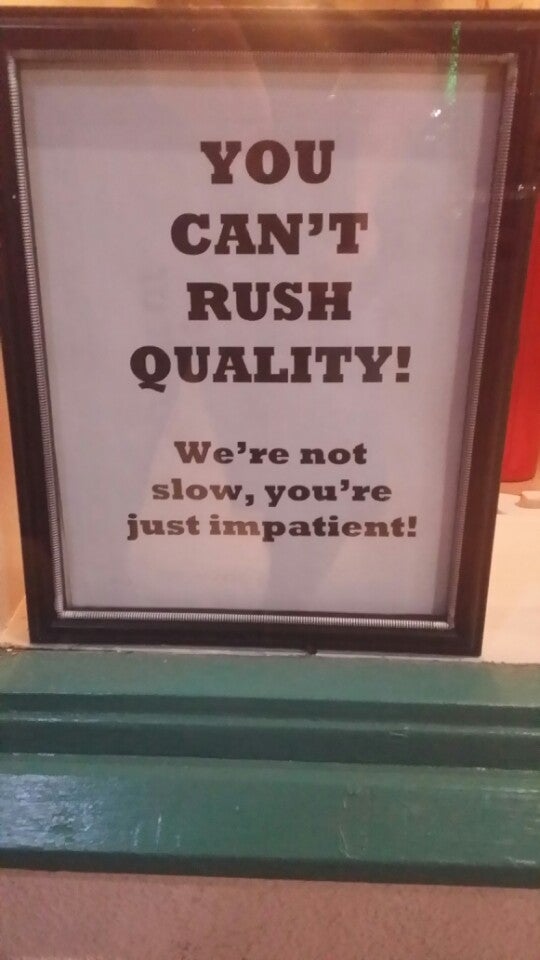 YOU
CAN'T
RUSH
QUALITY!
We're not
slow, you're
just impatient!